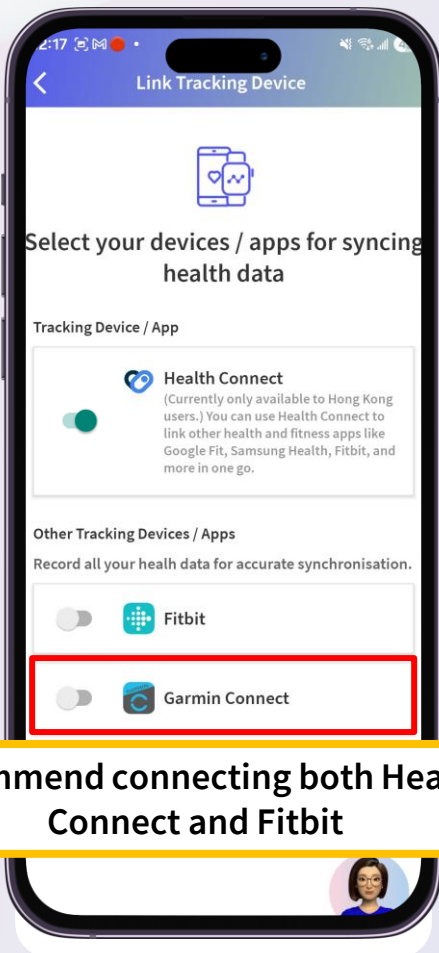 2:17
Link Tracking Device
Select your devices / apps for syncing
health data
Tracking Device / App
Health Connect
(Currently only available to Hong Kong
users.) You can use Health Connect to
link other health and fitness apps like
Google Fit, Samsung Health, Fitbit, and
more in one go.
Other Tracking Devices / Apps
Record all your healh data for accurate synchronisation.
Fitbit
Garmin Connect
mmend connecting both Hea
Connect and Fitbit